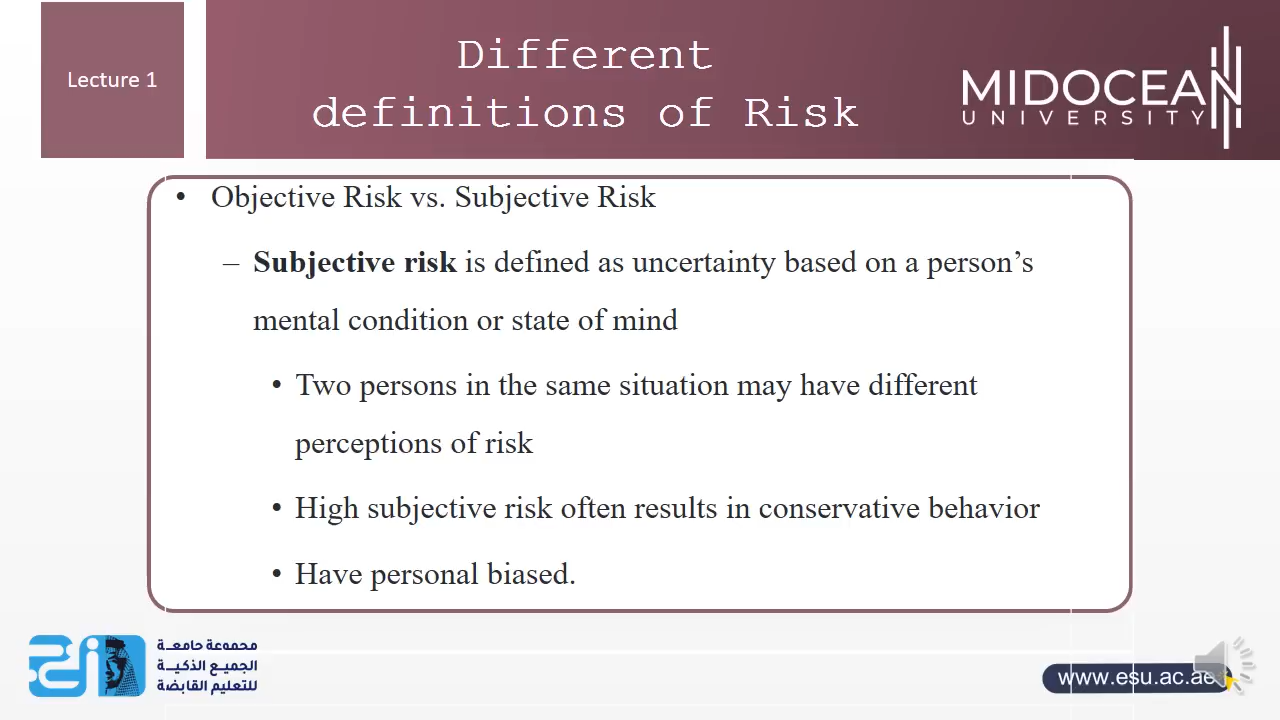 Lecture 1
Different
definitions of Risk
MIDOCEAN
UNIVERSITY
• Objective Risk vs. Subjective Risk
– Subjective risk is defined as uncertainty based on a person’s
mental condition or state of mind
• Two persons in the same situation may have different
perceptions of risk
• High subjective risk often results in conservative behavior
• Have personal biased.
مجموعة جامعة
الجميع الذكية
للتعليم القابضة
www.esu.ac.ae